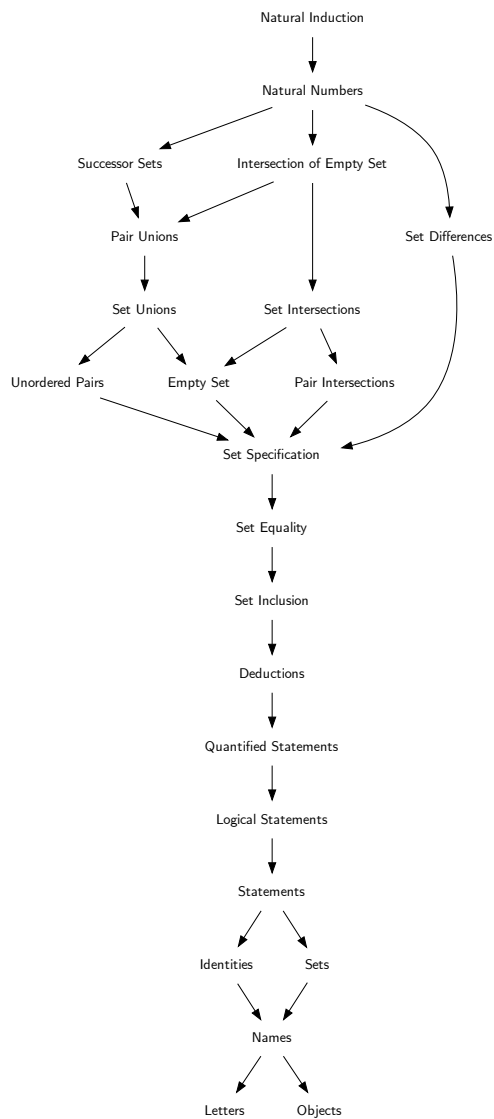 Natural Induction
Natural Numbers
Successor Sets
Intersection of Empty Set
Pair Unions
Set Differences
Set Unions
Set Intersections
Unordered Pairs
Empty Set
Pair Intersections
Set Specification
Set Equality
Set Inclusion
Deductions
Quantified Statements
Logical Statements
Statements
Identities
Sets
Names
Letters
Objects